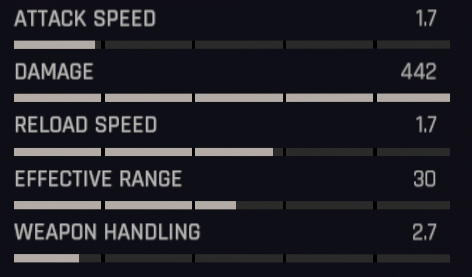 ATTACK SPEED 1.7
DAMAGE 442
RELOAD SPEED 1.7
EFFECTIVE RANGE 30
WEAPON HANDLING 2.7